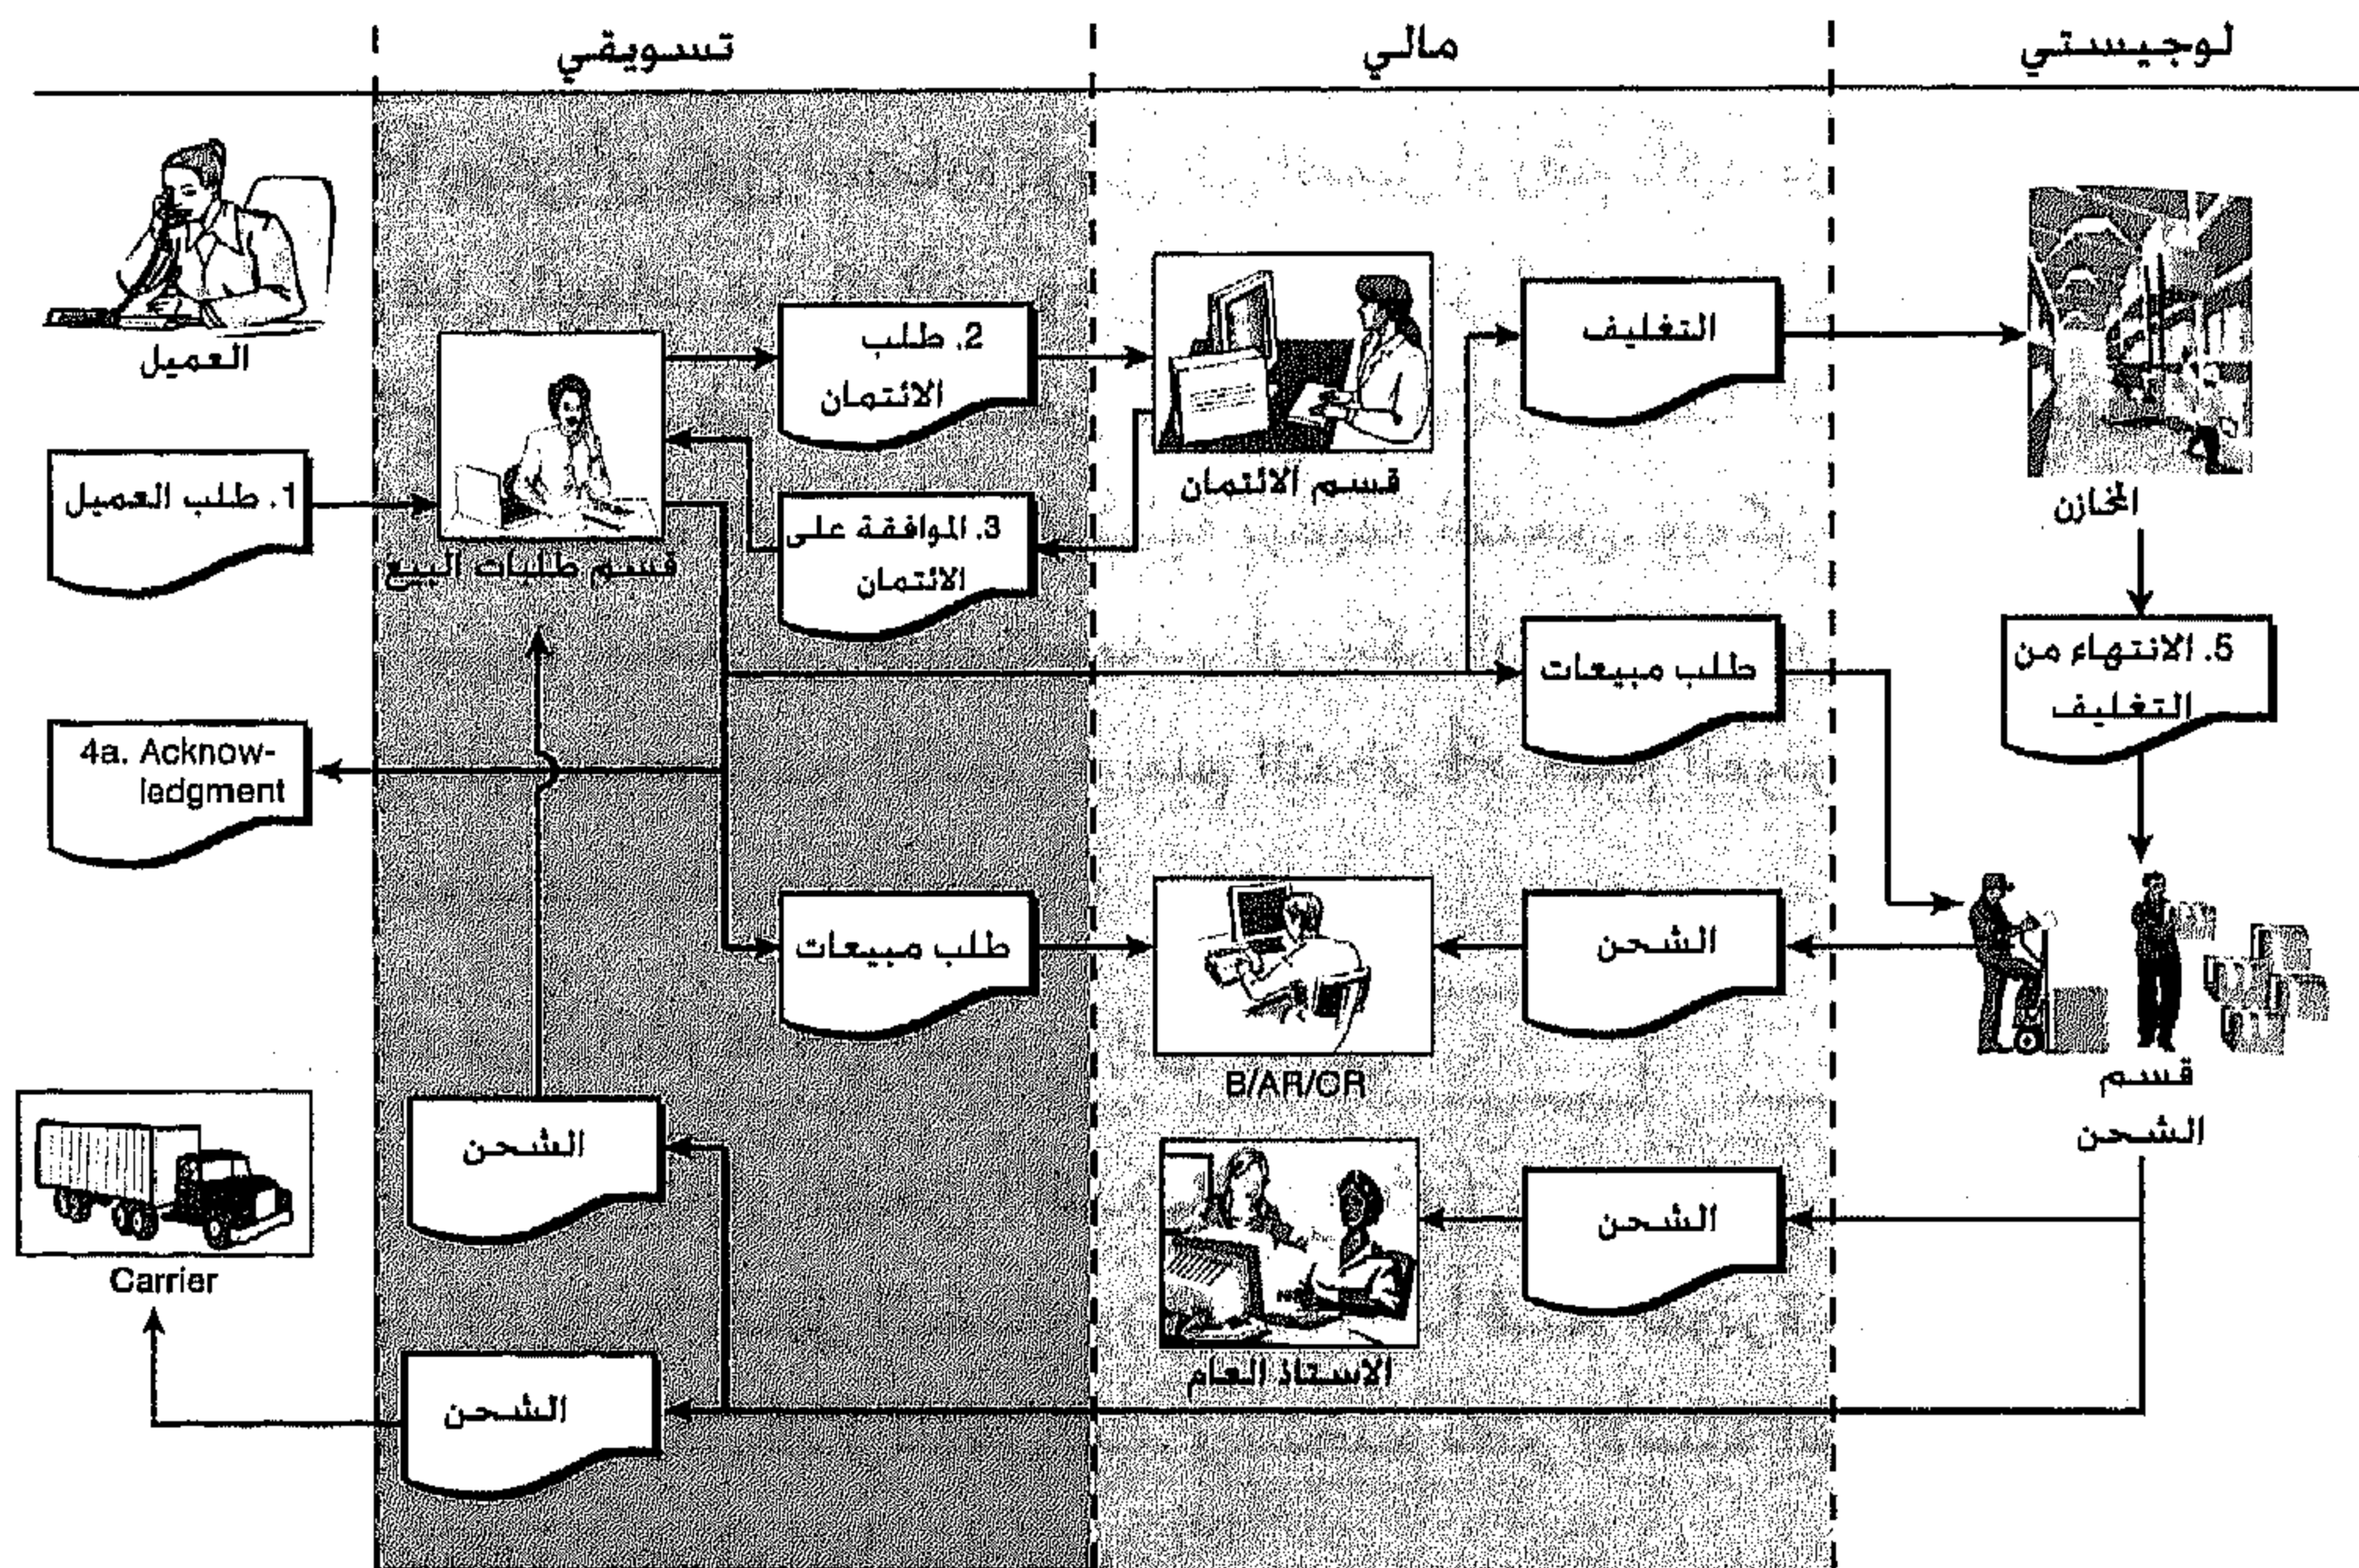 لوجيستي
مالي
تسويقي
العميل
1. طلب العميل
قسم طلبات البيع
2. طلب
الائتمان
3. الموافقة على
الائتمان
قسم الائتمان
التغليف
المخازن
طلب مبيعات
5. الانتهاء من
التغليف
4a. Acknow-
ledgment
طلب مبيعات
B/AR/CR
الشحن
قسم
الشحن
الشحن
Carrier
الاستاذ العام
الشحن
الشحن